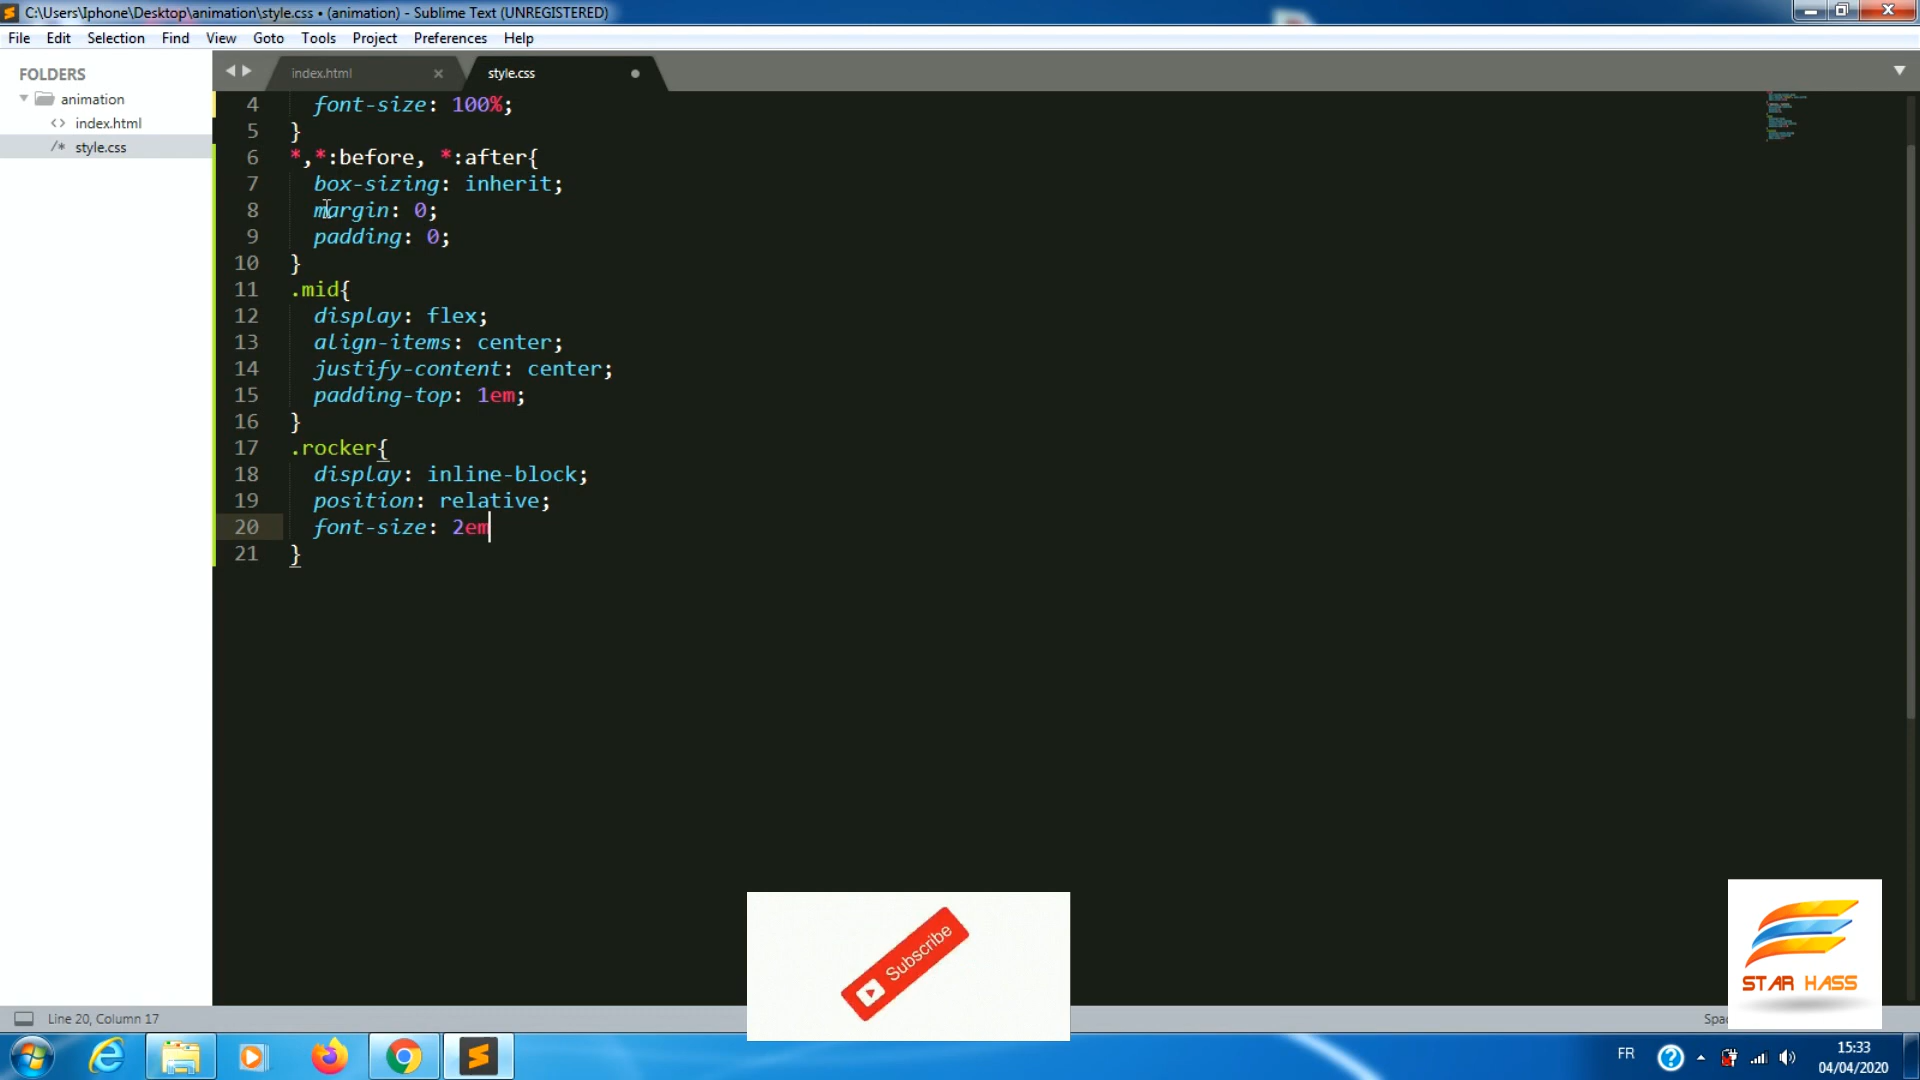 C:\Users\Iphone\Desktop\animation\style.css • (animation) - Sublime Text (UNREGISTERED)
File Edit Selection Find View Goto Tools Project Preferences Help
FOLDERS
animation
<> index.html
/* style.css
index.html
style.css
4 font-size: 100%;
5 }
6 *,*:before, *:after{
7 box-sizing: inherit;
8 margin: 0;
9 padding: 0;
10 }
11 .mid{
12 display: flex;
13 align-items: center;
14 justify-content: center;
15 padding-top: 1em;
16 }
17 .rocker{
18 display: inline-block;
19 position: relative;
20 font-size: 2em
21 }
Subscribe
STAR HASS
Line 20, Column 17
FR
15:33
04/04/2020